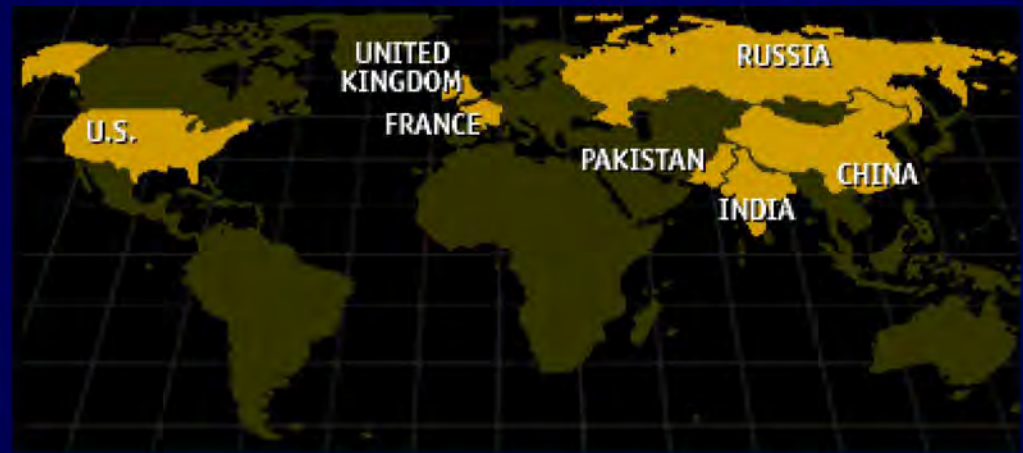 UNITED
KINGDOM
RUSSIA
U.S.
FRANCE
PAKISTAN
CHINA
INDIA